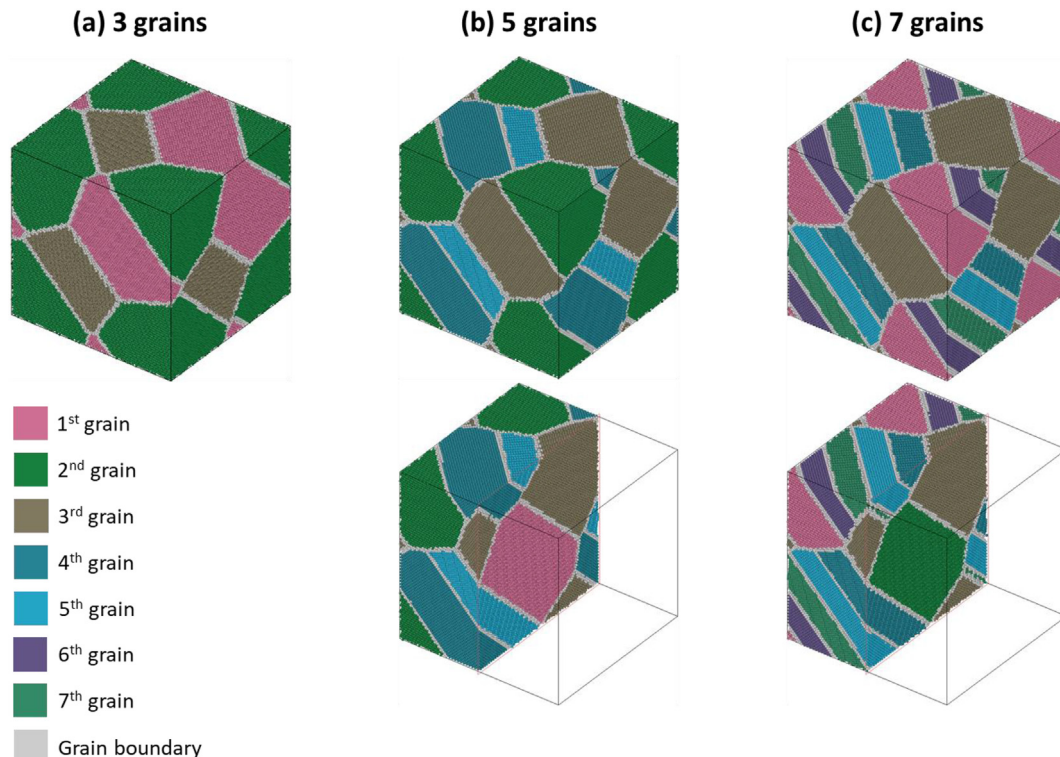 (a) 3 grains
(b) 5 grains
(c) 7 grains
1st grain
2nd grain
3rd grain
4th grain
5th grain
6th grain
7th grain
Grain boundary